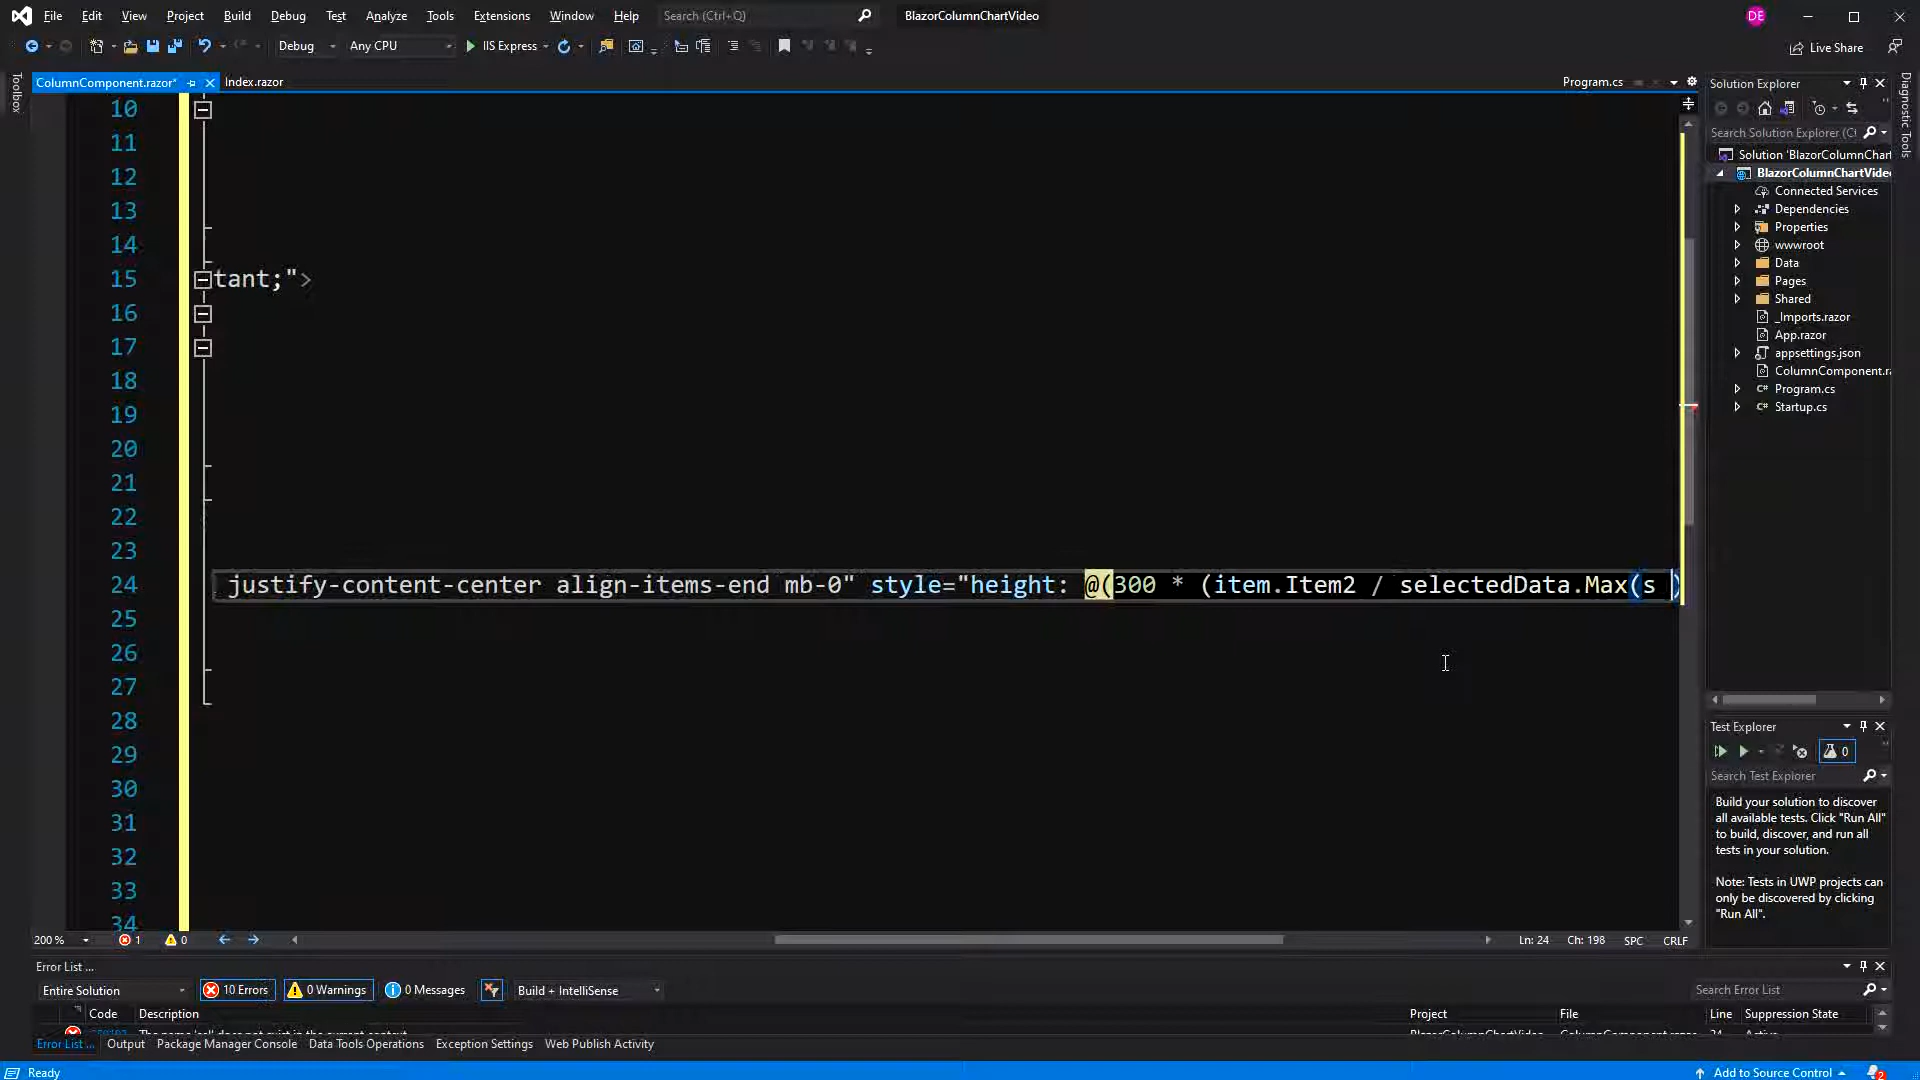 File Edit View Project Build Debug Test Analyze Tools Extensions Window Help Search (Ctrl+Q) BlazorColumnChartVideo DE
Debug Any CPU IIS Express Live Share
ColumnComponent.razor* Index.razor Program.cs
Toolbox
Solution Explorer
Diagnostic Tools
Search Solution Explorer (C
Solution 'BlazorColumnChart
BlazorColumnChartVideo
Connected Services
Dependencies
Properties
wwwroot
Data
Pages
Shared
_Imports.razor
App.razor
appsettings.json
ColumnComponent.ra
Program.cs
Startup.cs
10
11
12
13
14
15 tant;">
16
17
18
19
20
21
22
23
24 justify-content-center align-items-end mb-0" style="height: @(300 * (item.Item2 / selectedData.Max(s )
25
26
27
28
29
30
31
32
33
34
200 % 1 0 Ln: 24 Ch: 198 SPC CRLF
Test Explorer
0
Search Test Explorer
Build your solution to discover
all available tests. Click "Run All"
to build, discover, and run all
tests in your solution.
Note: Tests in UWP projects can
only be discovered by clicking
"Run All".
Error List ...
Entire Solution 10 Errors 0 Warnings 0 Messages Build + IntelliSense Search Error List
Code Description Project File Line Suppression State
Error List ... Output Package Manager Console Data Tools Operations Exception Settings Web Publish Activity
Ready Add to Source Control 2